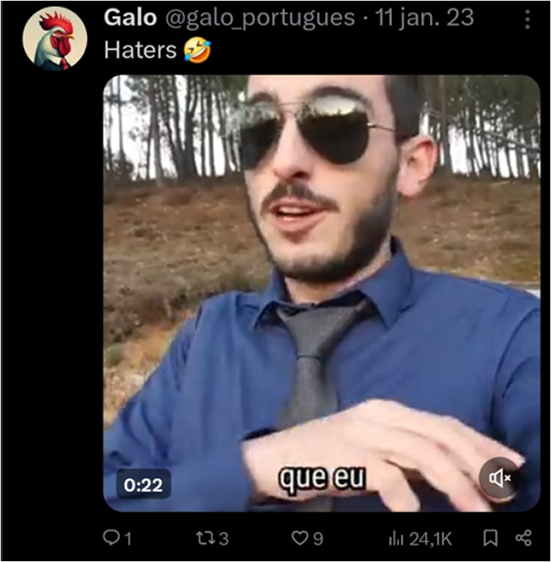 Galo @galo_portugues · 11 jan. 23
Haters 🤣
que eu
0:22
1 3 9 24,1K